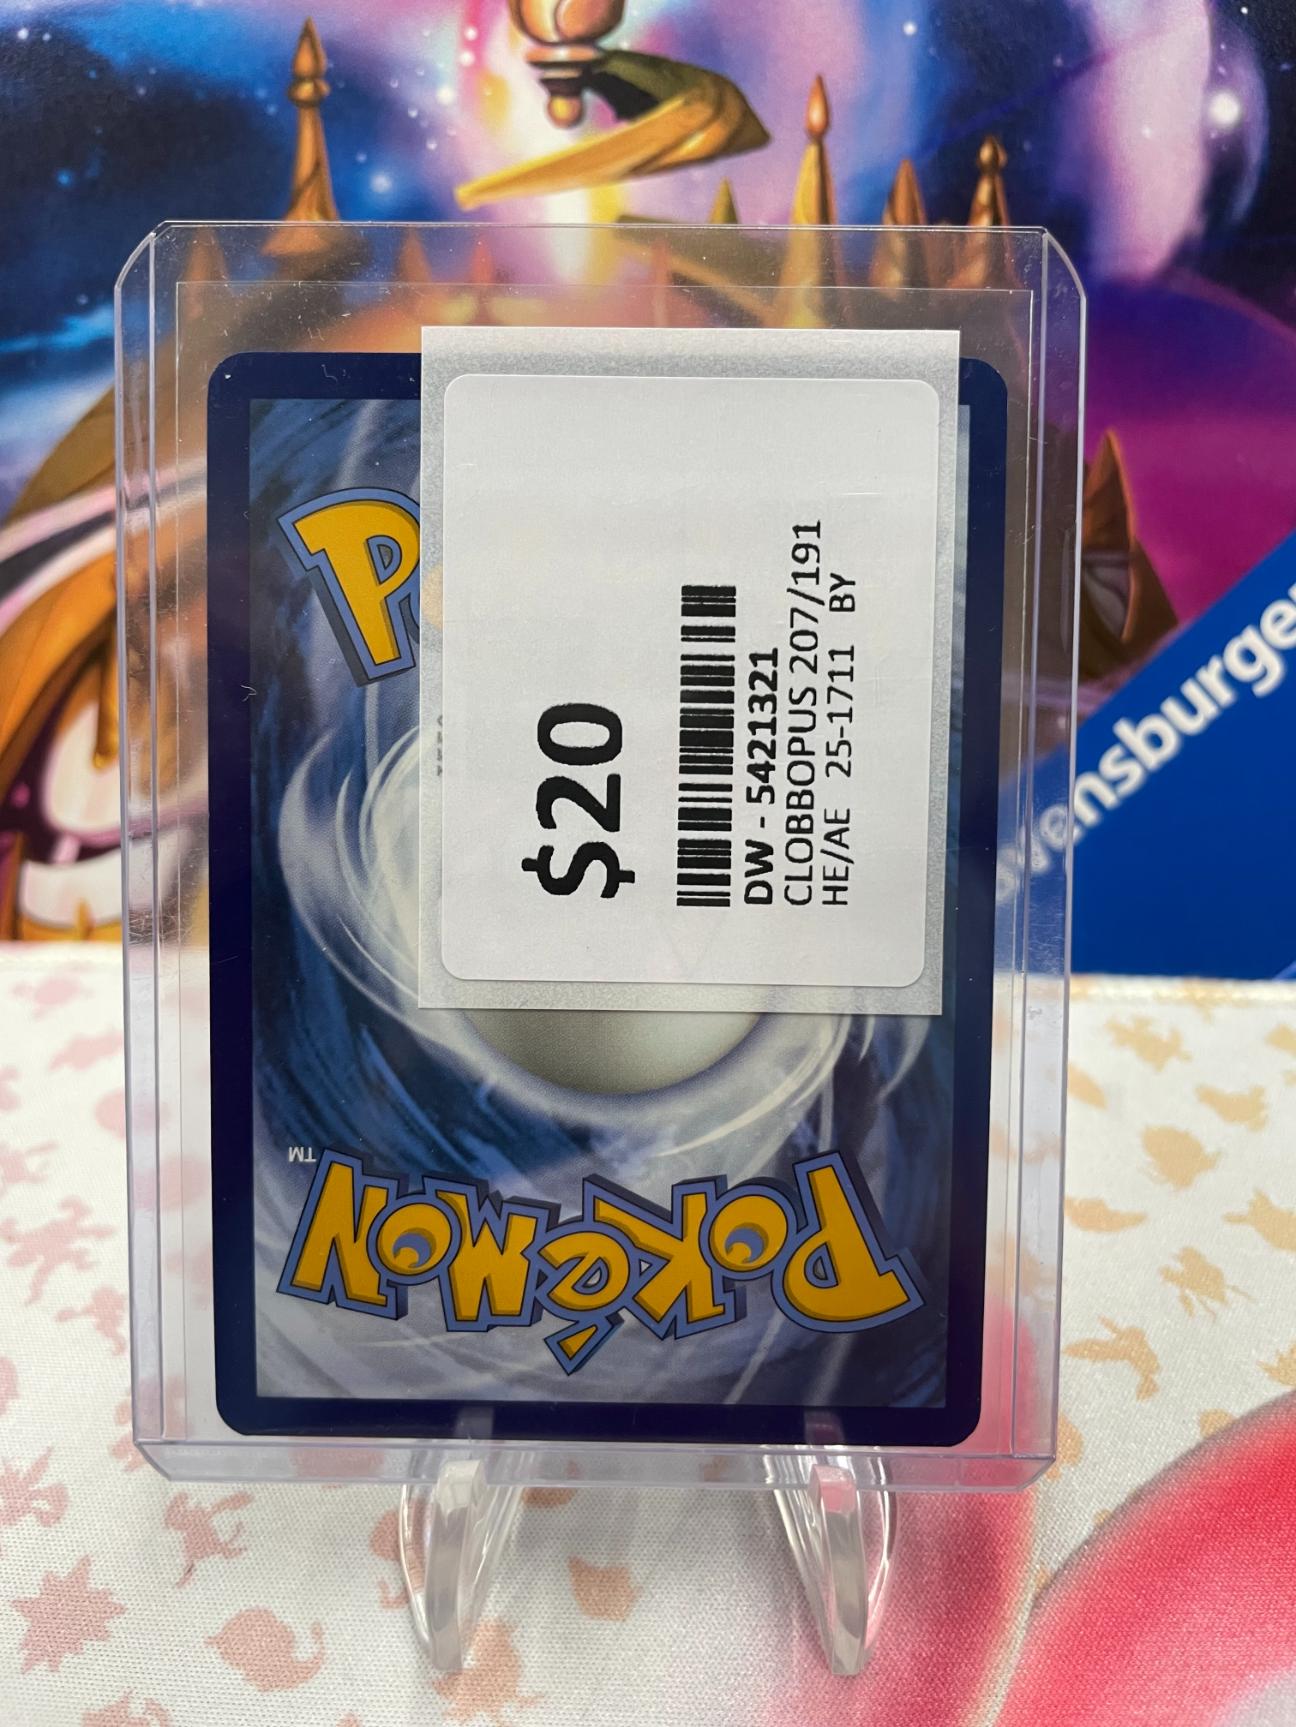 $20
DW - 5421321
CLOBBOPUS 207/191
HE/AE 25-1711 BY
POKéMON
TM
Ravensburger